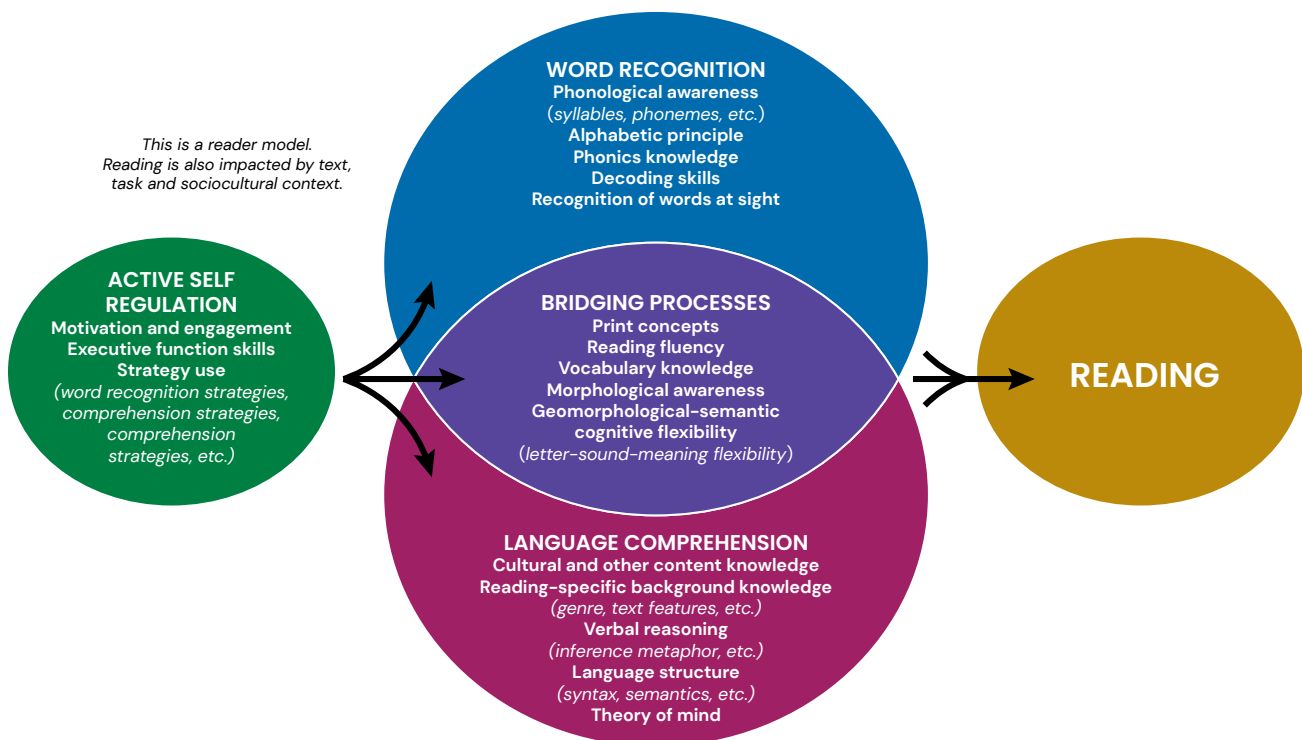 WORD RECOGNITION
Phonological awareness
(syllables, phonemes, etc.)
Alphabetic principle
Phonics knowledge
Decoding skills
Recognition of words at sight
This is a reader model.
Reading is also impacted by text,
task and sociocultural context.
ACTIVE SELF
REGULATION
Motivation and engagement
Executive function skills
Strategy use
(word recognition strategies,
comprehension strategies,
comprehension
strategies, etc.)
BRIDGING PROCESSES
Print concepts
Reading fluency
Vocabulary knowledge
Morphological awareness
Geomorphological-semantic
cognitive flexibility
(letter-sound-meaning flexibility)
READING
LANGUAGE COMPREHENSION
Cultural and other content knowledge
Reading-specific background knowledge
(genre, text features, etc.)
Verbal reasoning
(inference metaphor, etc.)
Language structure
(syntax, semantics, etc.)
Theory of mind